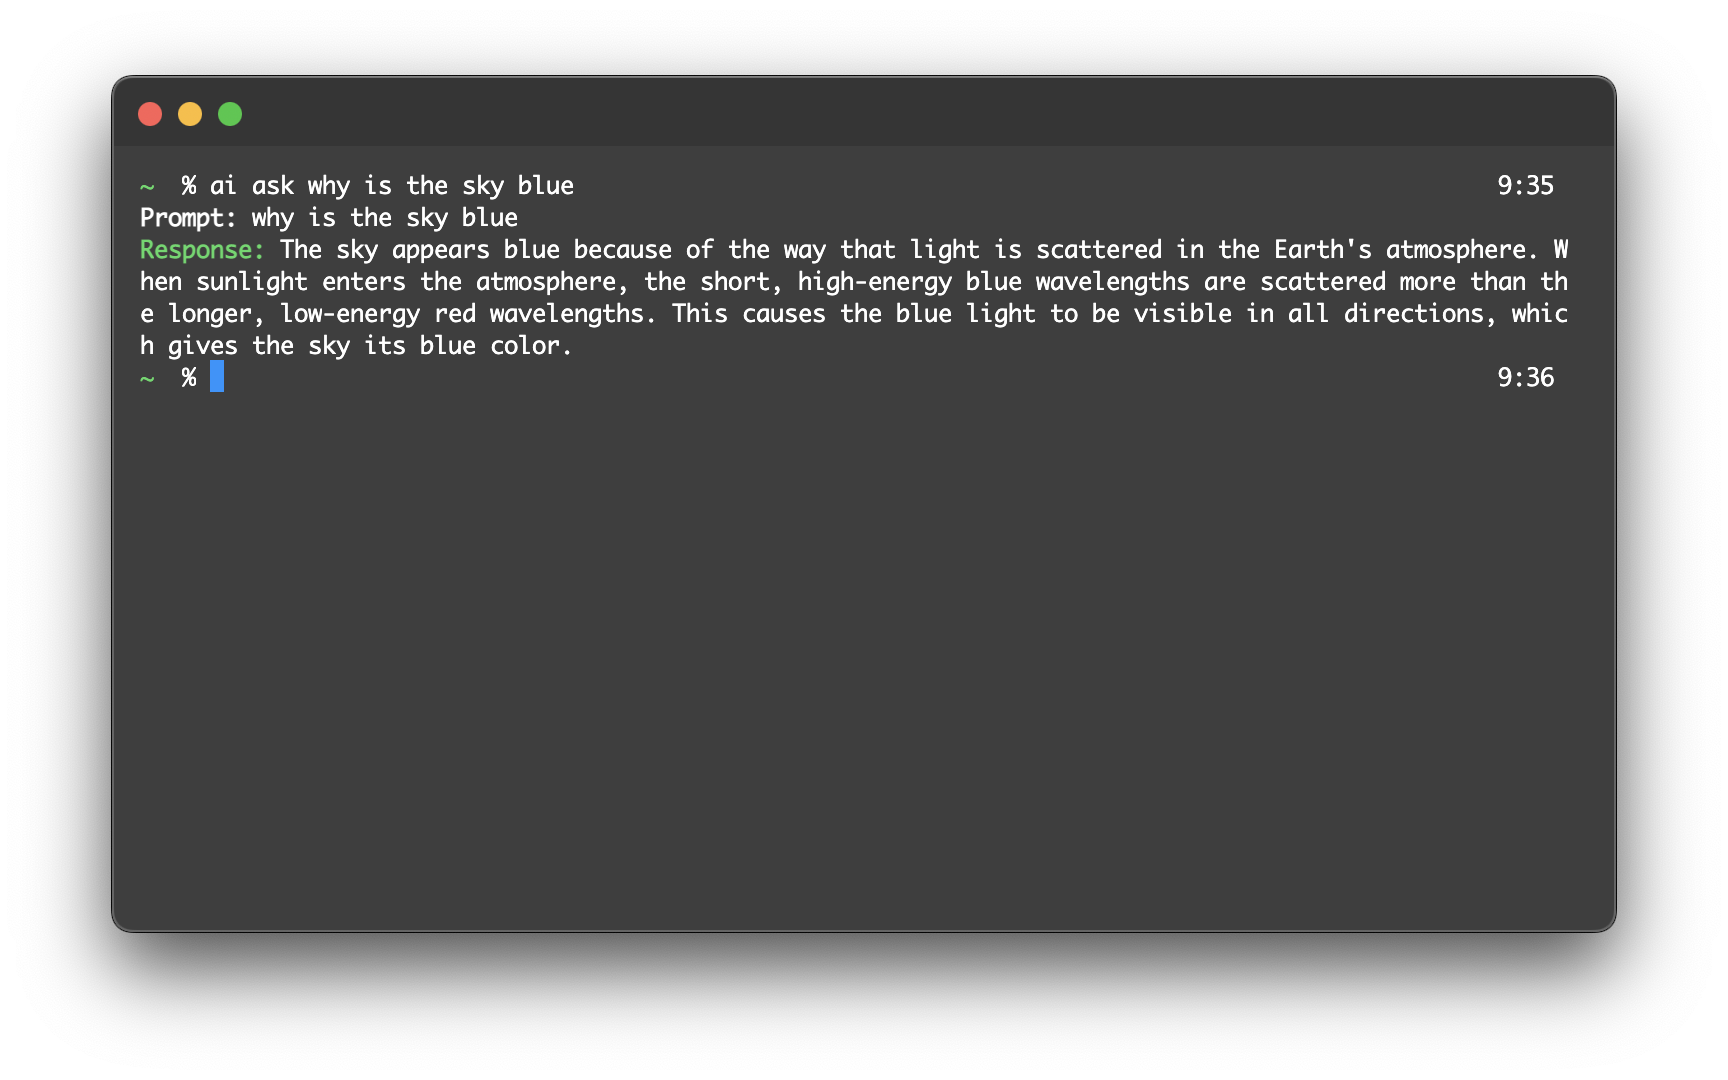 ~ % ai ask why is the sky blue 9:35
Prompt: why is the sky blue
Response: The sky appears blue because of the way that light is scattered in the Earth's atmosphere. W
hen sunlight enters the atmosphere, the short, high-energy blue wavelengths are scattered more than th
e longer, low-energy red wavelengths. This causes the blue light to be visible in all directions, whic
h gives the sky its blue color.
~ % 9:36